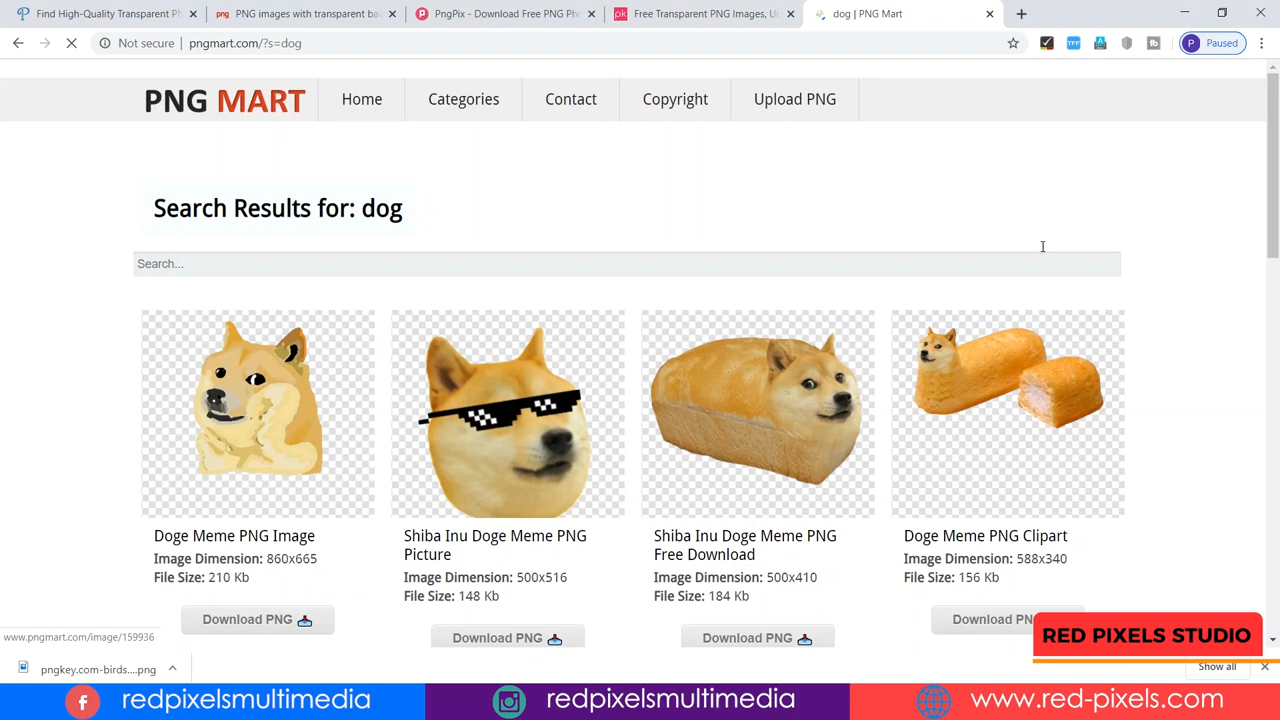 Find High-Quality Transparent P
PNG images with transparent ba
PngPix - Download Free PNG Pho
Free Transparent PNG Images, U
dog | PNG Mart
Not secure | pngmart.com/?s=dog
TFF
P Paused
PNG MART
Home
Categories
Contact
Copyright
Upload PNG
Search Results for: dog
Search...
Doge Meme PNG Image
Image Dimension: 860x665
File Size: 210 Kb
Download PNG
Shiba Inu Doge Meme PNG
Picture
Image Dimension: 500x516
File Size: 148 Kb
Download PNG
Shiba Inu Doge Meme PNG
Free Download
Image Dimension: 500x410
File Size: 184 Kb
Download PNG
Doge Meme PNG Clipart
Image Dimension: 588x340
File Size: 156 Kb
Download PN
www.pngmart.com/image/159936
RED PIXELS STUDIO
pngkey.com-birds....png
Show all
redpixelsmultimedia
redpixelsmultimedia
www.red-pixels.com